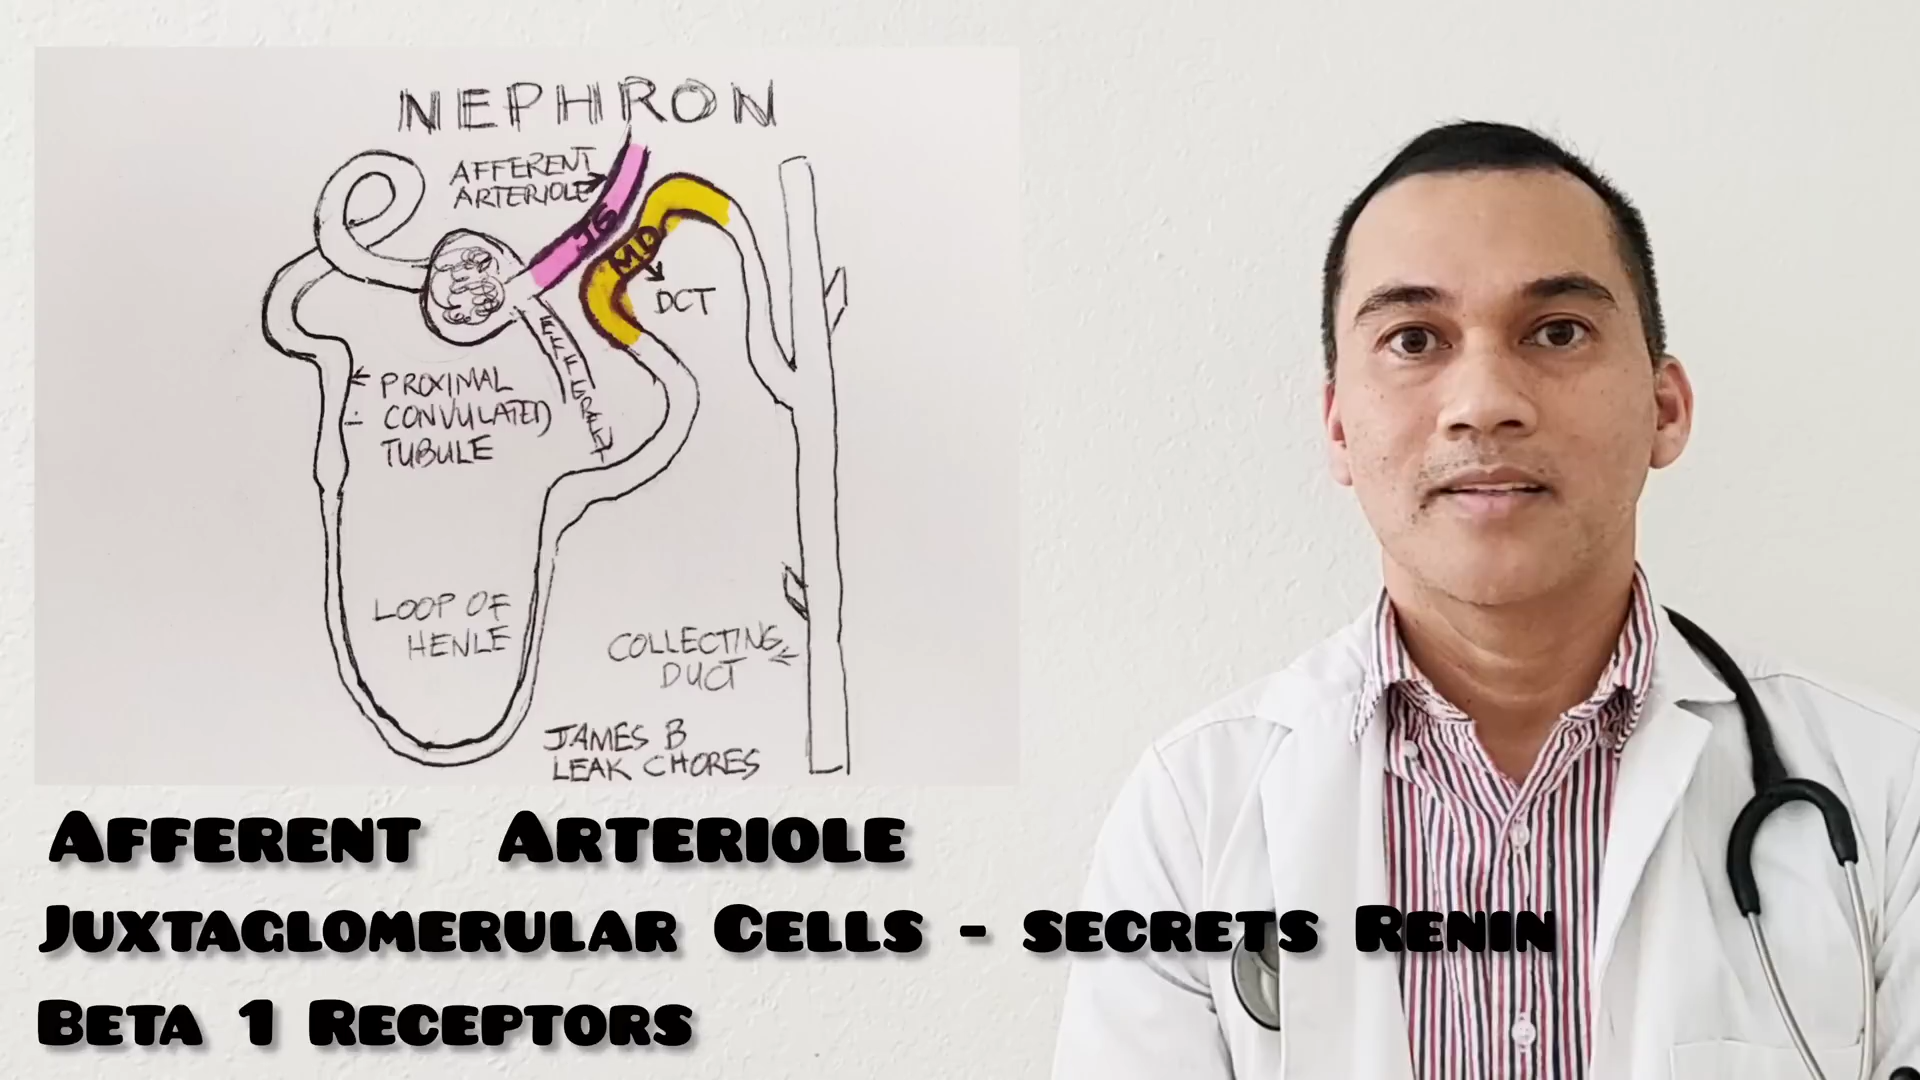 NEPHRON
AFFERENT
ARTERIOLE
JG
MD
DCT
EFFERENT
PROXIMAL
CONVULATED
TUBULE
LOOP OF
HENLE
COLLECTING
DUCT
JAMES B
LEAK CHORES
AFFERENT ARTERIOLE
JUXTAGLOMERULAR CELLS - SECRETS RENIN
BETA 1 RECEPTORS